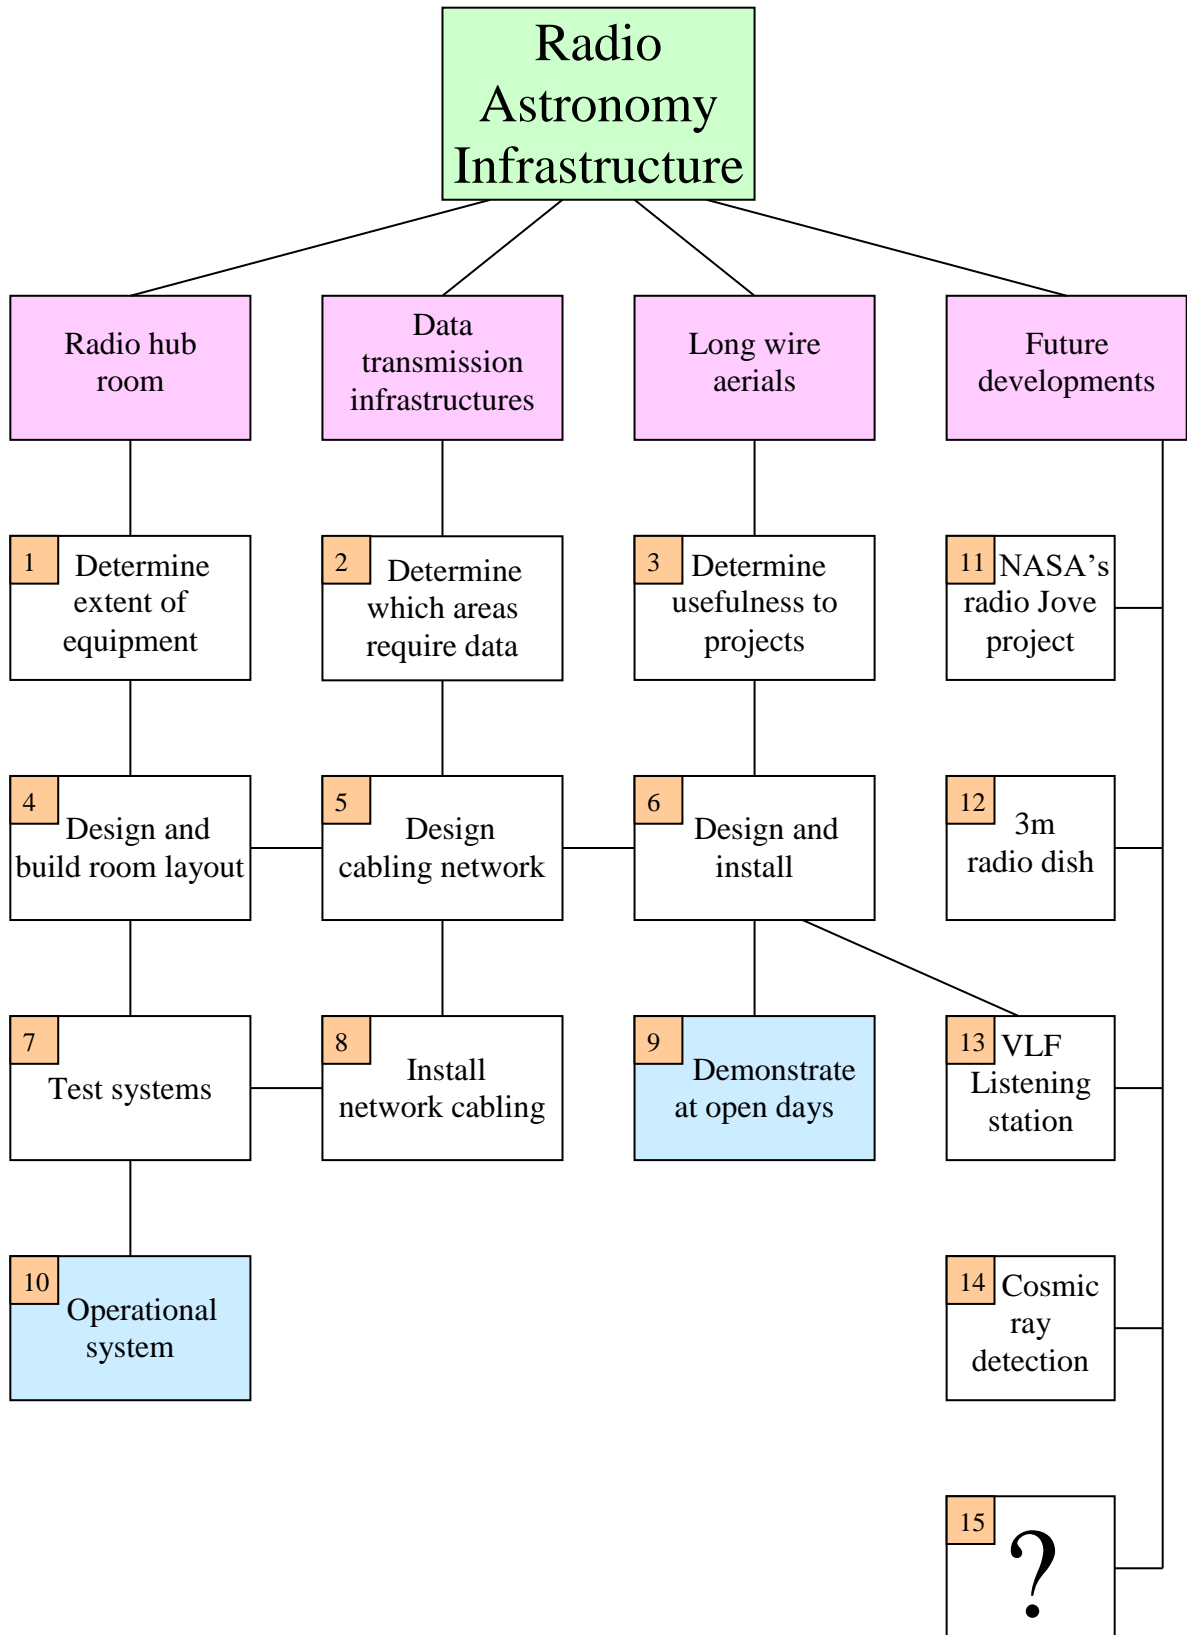 Radio
Astronomy
Infrastructure
Radio hub
room
Data
transmission
infrastructures
Long wire
aerials
Future
developments
1
Determine
extent of
equipment
2
Determine
which areas
require data
3
Determine
usefulness to
projects
11
NASA’s
radio Jove
project
4
Design and
build room layout
5
Design
cabling network
6
Design and
install
12
3m
radio dish
7
Test systems
8
Install
network cabling
9
Demonstrate
at open days
13
VLF
Listening
station
10
Operational
system
14
Cosmic
ray
detection
15
?